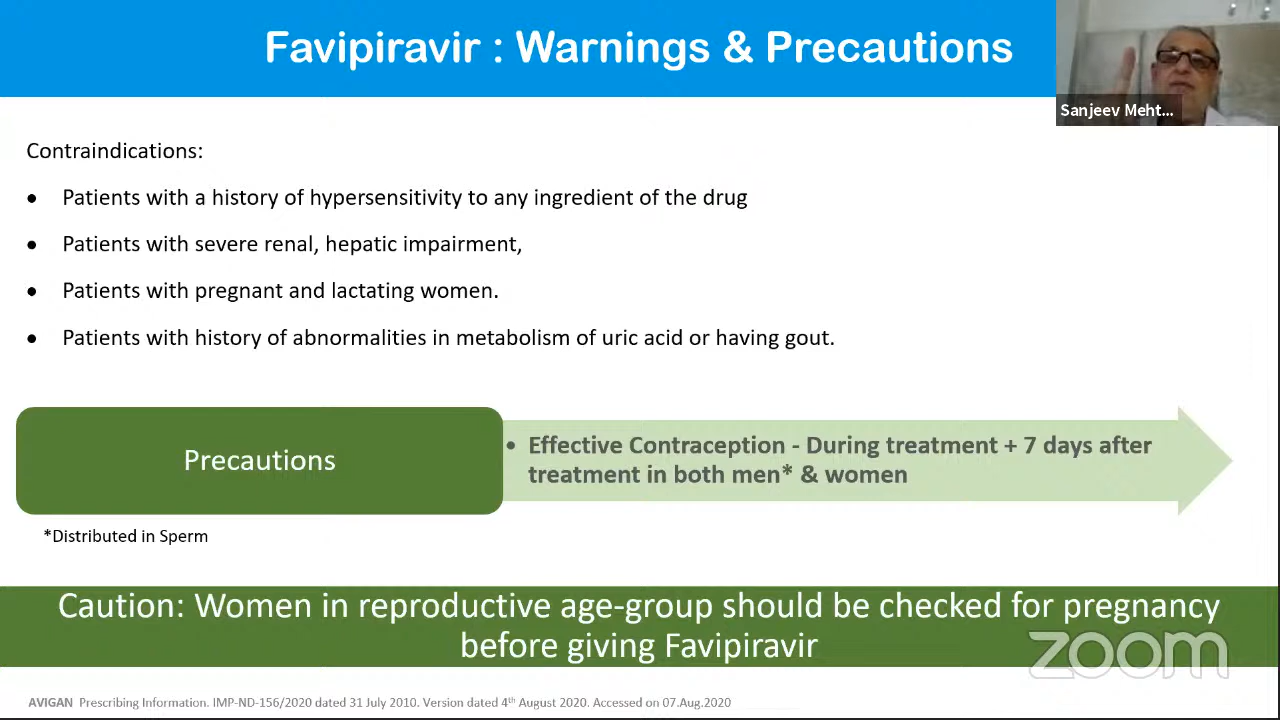 Favipiravir : Warnings & Precautions
Sanjeev Meht...
Contraindications:
• Patients with a history of hypersensitivity to any ingredient of the drug
• Patients with severe renal, hepatic impairment,
• Patients with pregnant and lactating women.
• Patients with history of abnormalities in metabolism of uric acid or having gout.
Precautions
• Effective Contraception - During treatment + 7 days after
treatment in both men* & women
*Distributed in Sperm
Caution: Women in reproductive age-group should be checked for pregnancy
before giving Favipiravir
zoom
AVIGAN Prescribing Information. IMP-ND-156/2020 dated 31 July 2010. Version dated 4th August 2020. Accessed on 07.Aug.2020